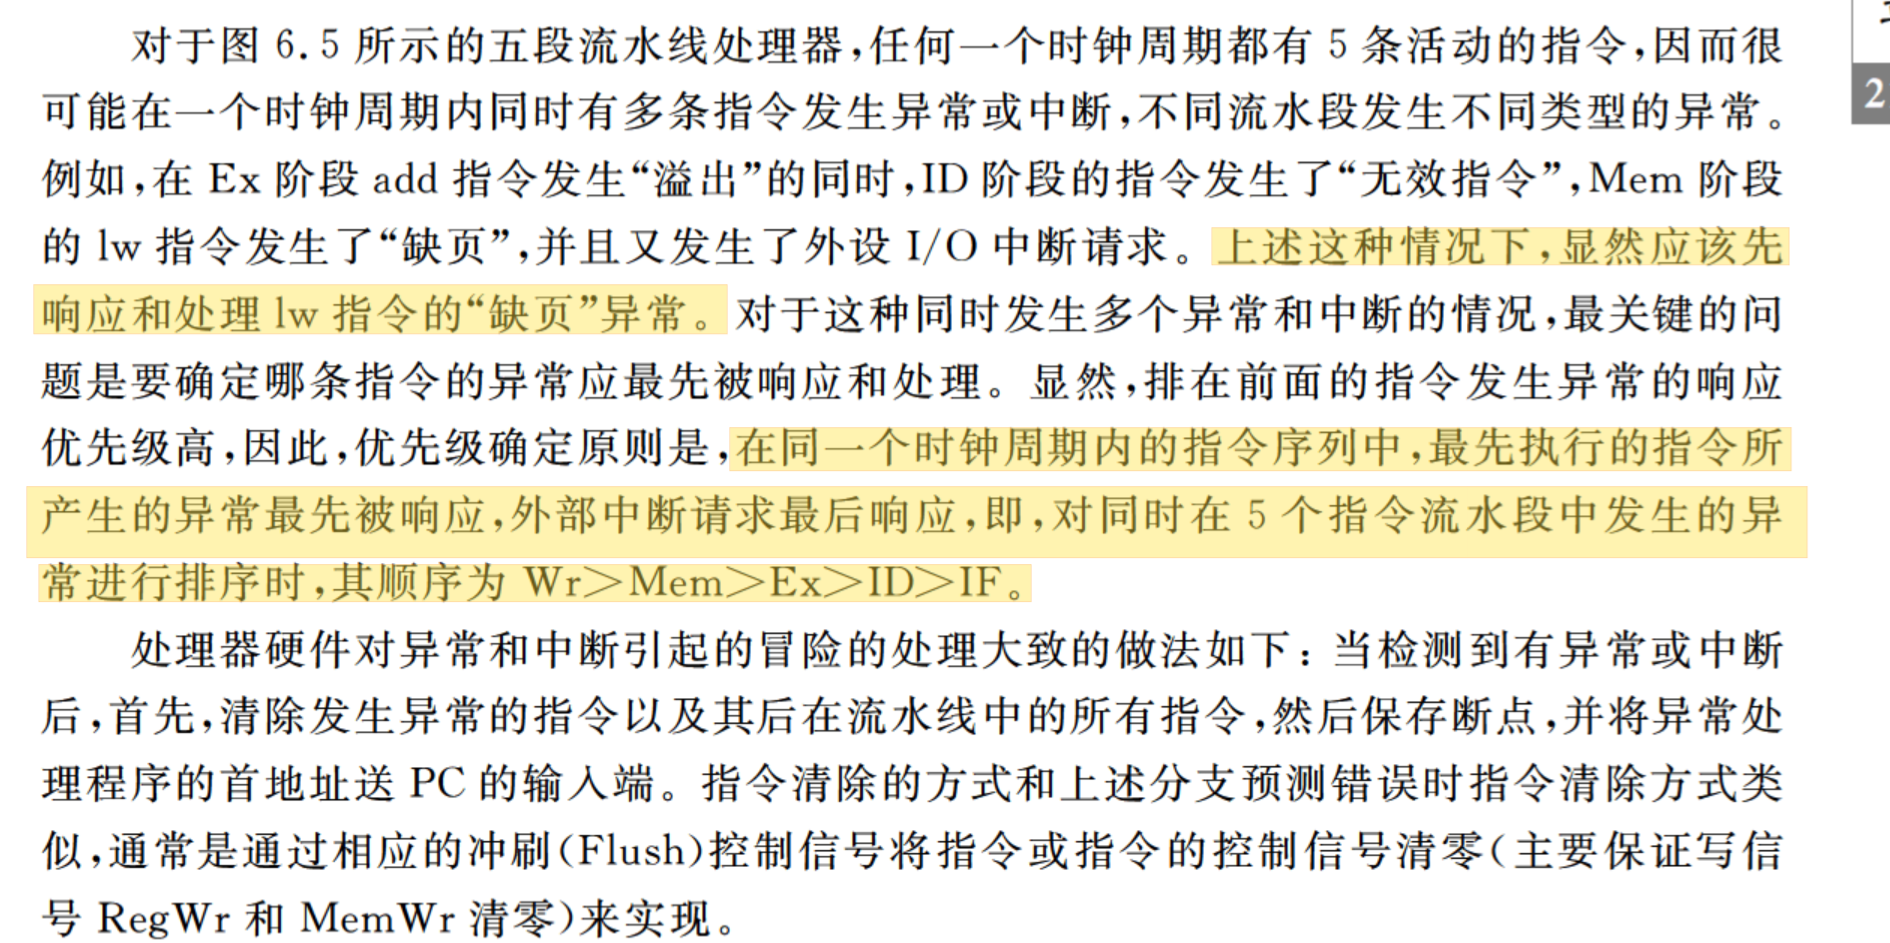 对于图 6.5 所示的五段流水线处理器,任何一个时钟周期都有 5 条活动的指令,因而很
可能在一个时钟周期内同时有多条指令发生异常或中断,不同流水段发生不同类型的异常。
例如,在 Ex 阶段 add 指令发生“溢出”的同时,ID 阶段的指令发生了“无效指令”,Mem 阶段
的 lw 指令发生了“缺页”,并且又发生了外设 I/O 中断请求。上述这种情况下,显然应该先
响应和处理 lw 指令的“缺页”异常。对于这种同时发生多个异常和中断的情况,最关键的问
题是要确定哪条指令的异常应最先被响应和处理。显然,排在前面的指令发生异常的响应
优先级高,因此,优先级确定原则是,在同一个时钟周期内的指令序列中,最先执行的指令所
产生的异常最先被响应,外部中断请求最后响应,即,对同时在 5 个指令流水段中发生的异
常进行排序时,其顺序为 Wr>Mem>Ex>ID>IF。
处理器硬件对异常和中断引起的冒险的处理大致的做法如下:当检测到有异常或中断
后,首先,清除发生异常的指令以及其后在流水线中的所有指令,然后保存断点,并将异常处
理程序的首地址送 PC 的输入端。指令清除的方式和上述分支预测错误时指令清除方式类
似,通常是通过相应的冲刷(Flush)控制信号将指令或指令的控制信号清零(主要保证写信
号 RegWr 和 MemWr 清零)来实现。
2